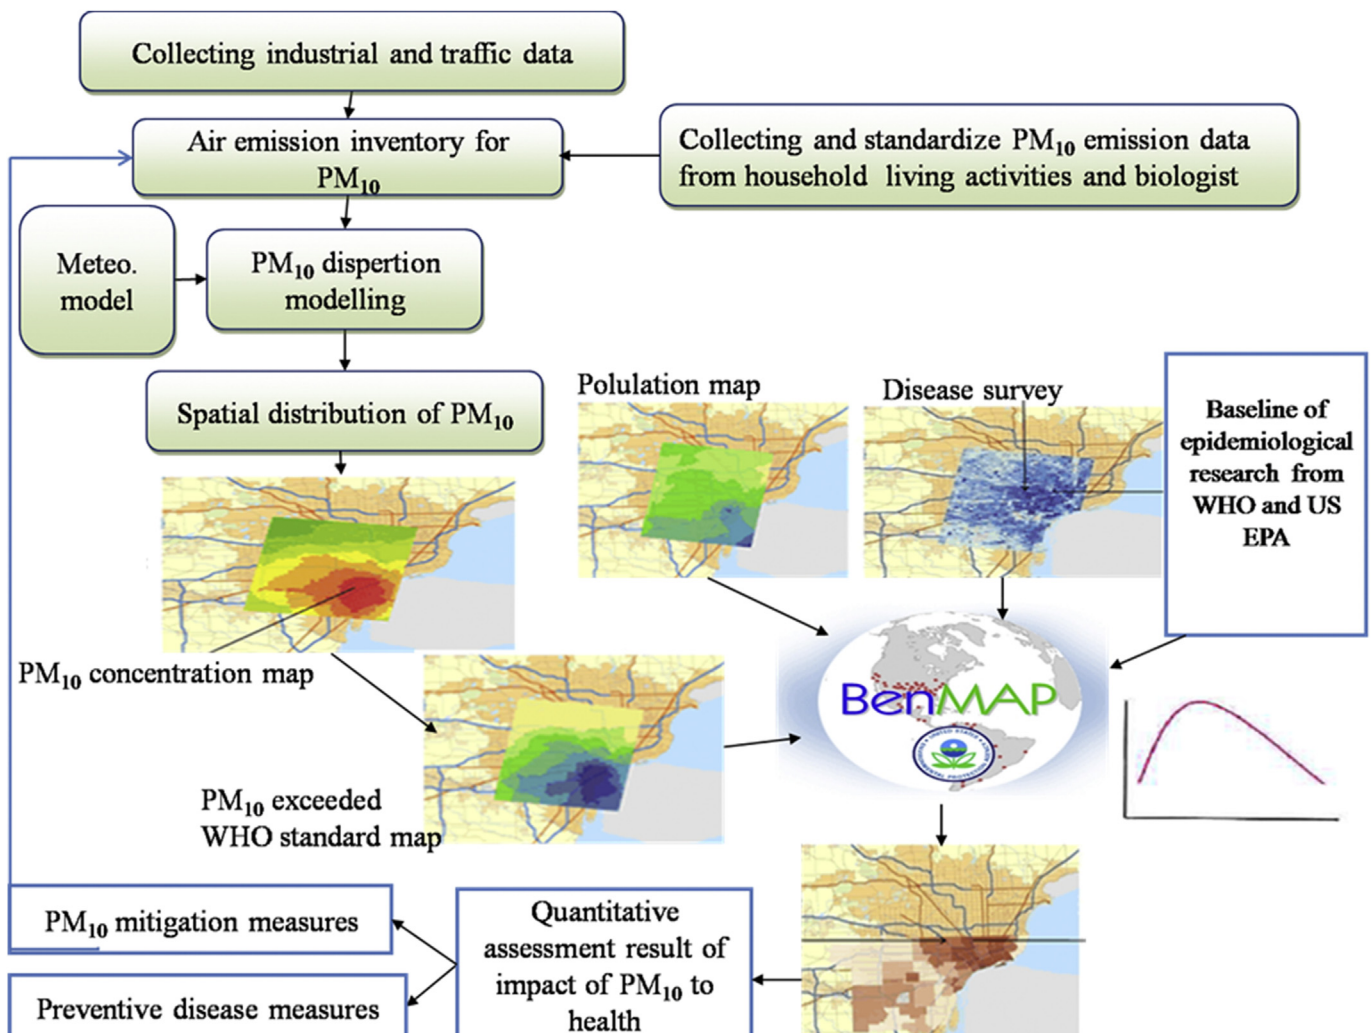 Collecting industrial and traffic data
Air emission inventory for
PM₁₀
Collecting and standardize PM₁₀ emission data
from household living activities and biologist
Meteo.
model
PM₁₀ dispertion
modelling
Spatial distribution of PM₁₀
Polulation map
Disease survey
Baseline of
epidemiological
research from
WHO and US
EPA
PM₁₀ concentration map
BenMAP
UNITED STATES
PM₁₀ exceeded
WHO standard map
PM₁₀ mitigation measures
Preventive disease measures
Quantitative
assessment result of
impact of PM₁₀ to
health